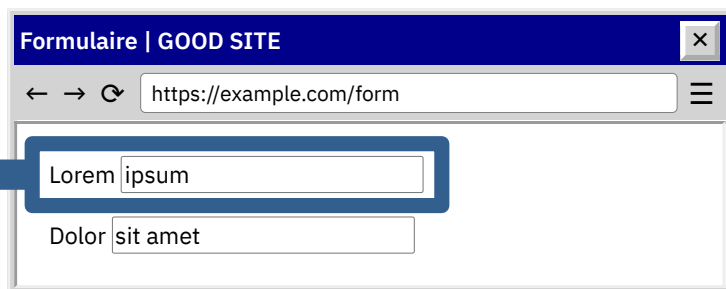 Formulaire | GOOD SITE
https://example.com/form
Lorem ipsum
Dolor sit amet